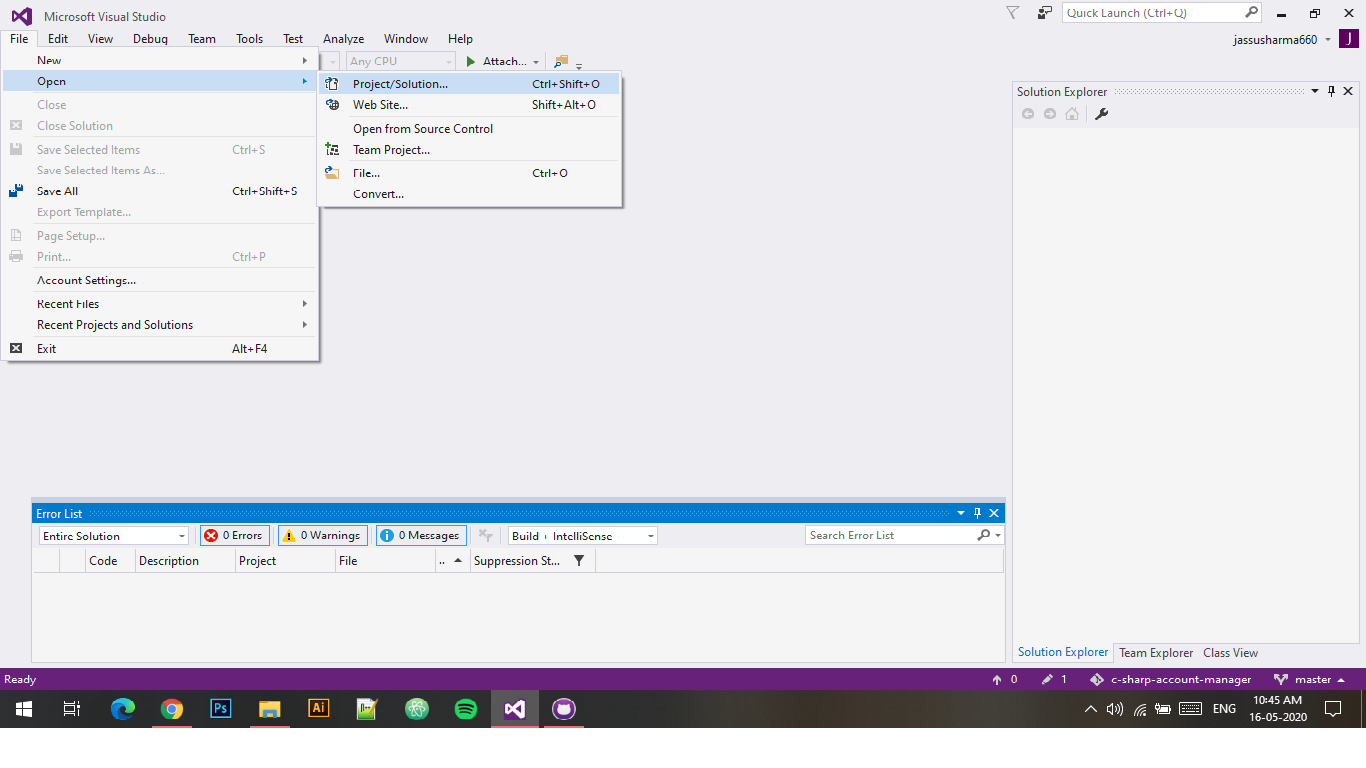 Microsoft Visual Studio
Quick Launch (Ctrl+Q)
File Edit View Debug Team Tools Test Analyze Window Help
jassusharma660 J
Any CPU Attach...
New
Open
Close
Close Solution
Save Selected Items Ctrl+S
Save Selected Items As...
Save All Ctrl+Shift+S
Export Template...
Page Setup...
Print... Ctrl+P
Account Settings...
Recent Files
Recent Projects and Solutions
Exit Alt+F4
Project/Solution... Ctrl+Shift+O
Web Site... Shift+Alt+O
Open from Source Control
Team Project...
File... Ctrl+O
Convert...
Solution Explorer
Error List
Entire Solution 0 Errors 0 Warnings 0 Messages Build + IntelliSense Search Error List
Code Description Project File .. Suppression St...
Solution Explorer Team Explorer Class View
Ready 0 1 c-sharp-account-manager master
Ps Ai ENG 10:45 AM
16-05-2020